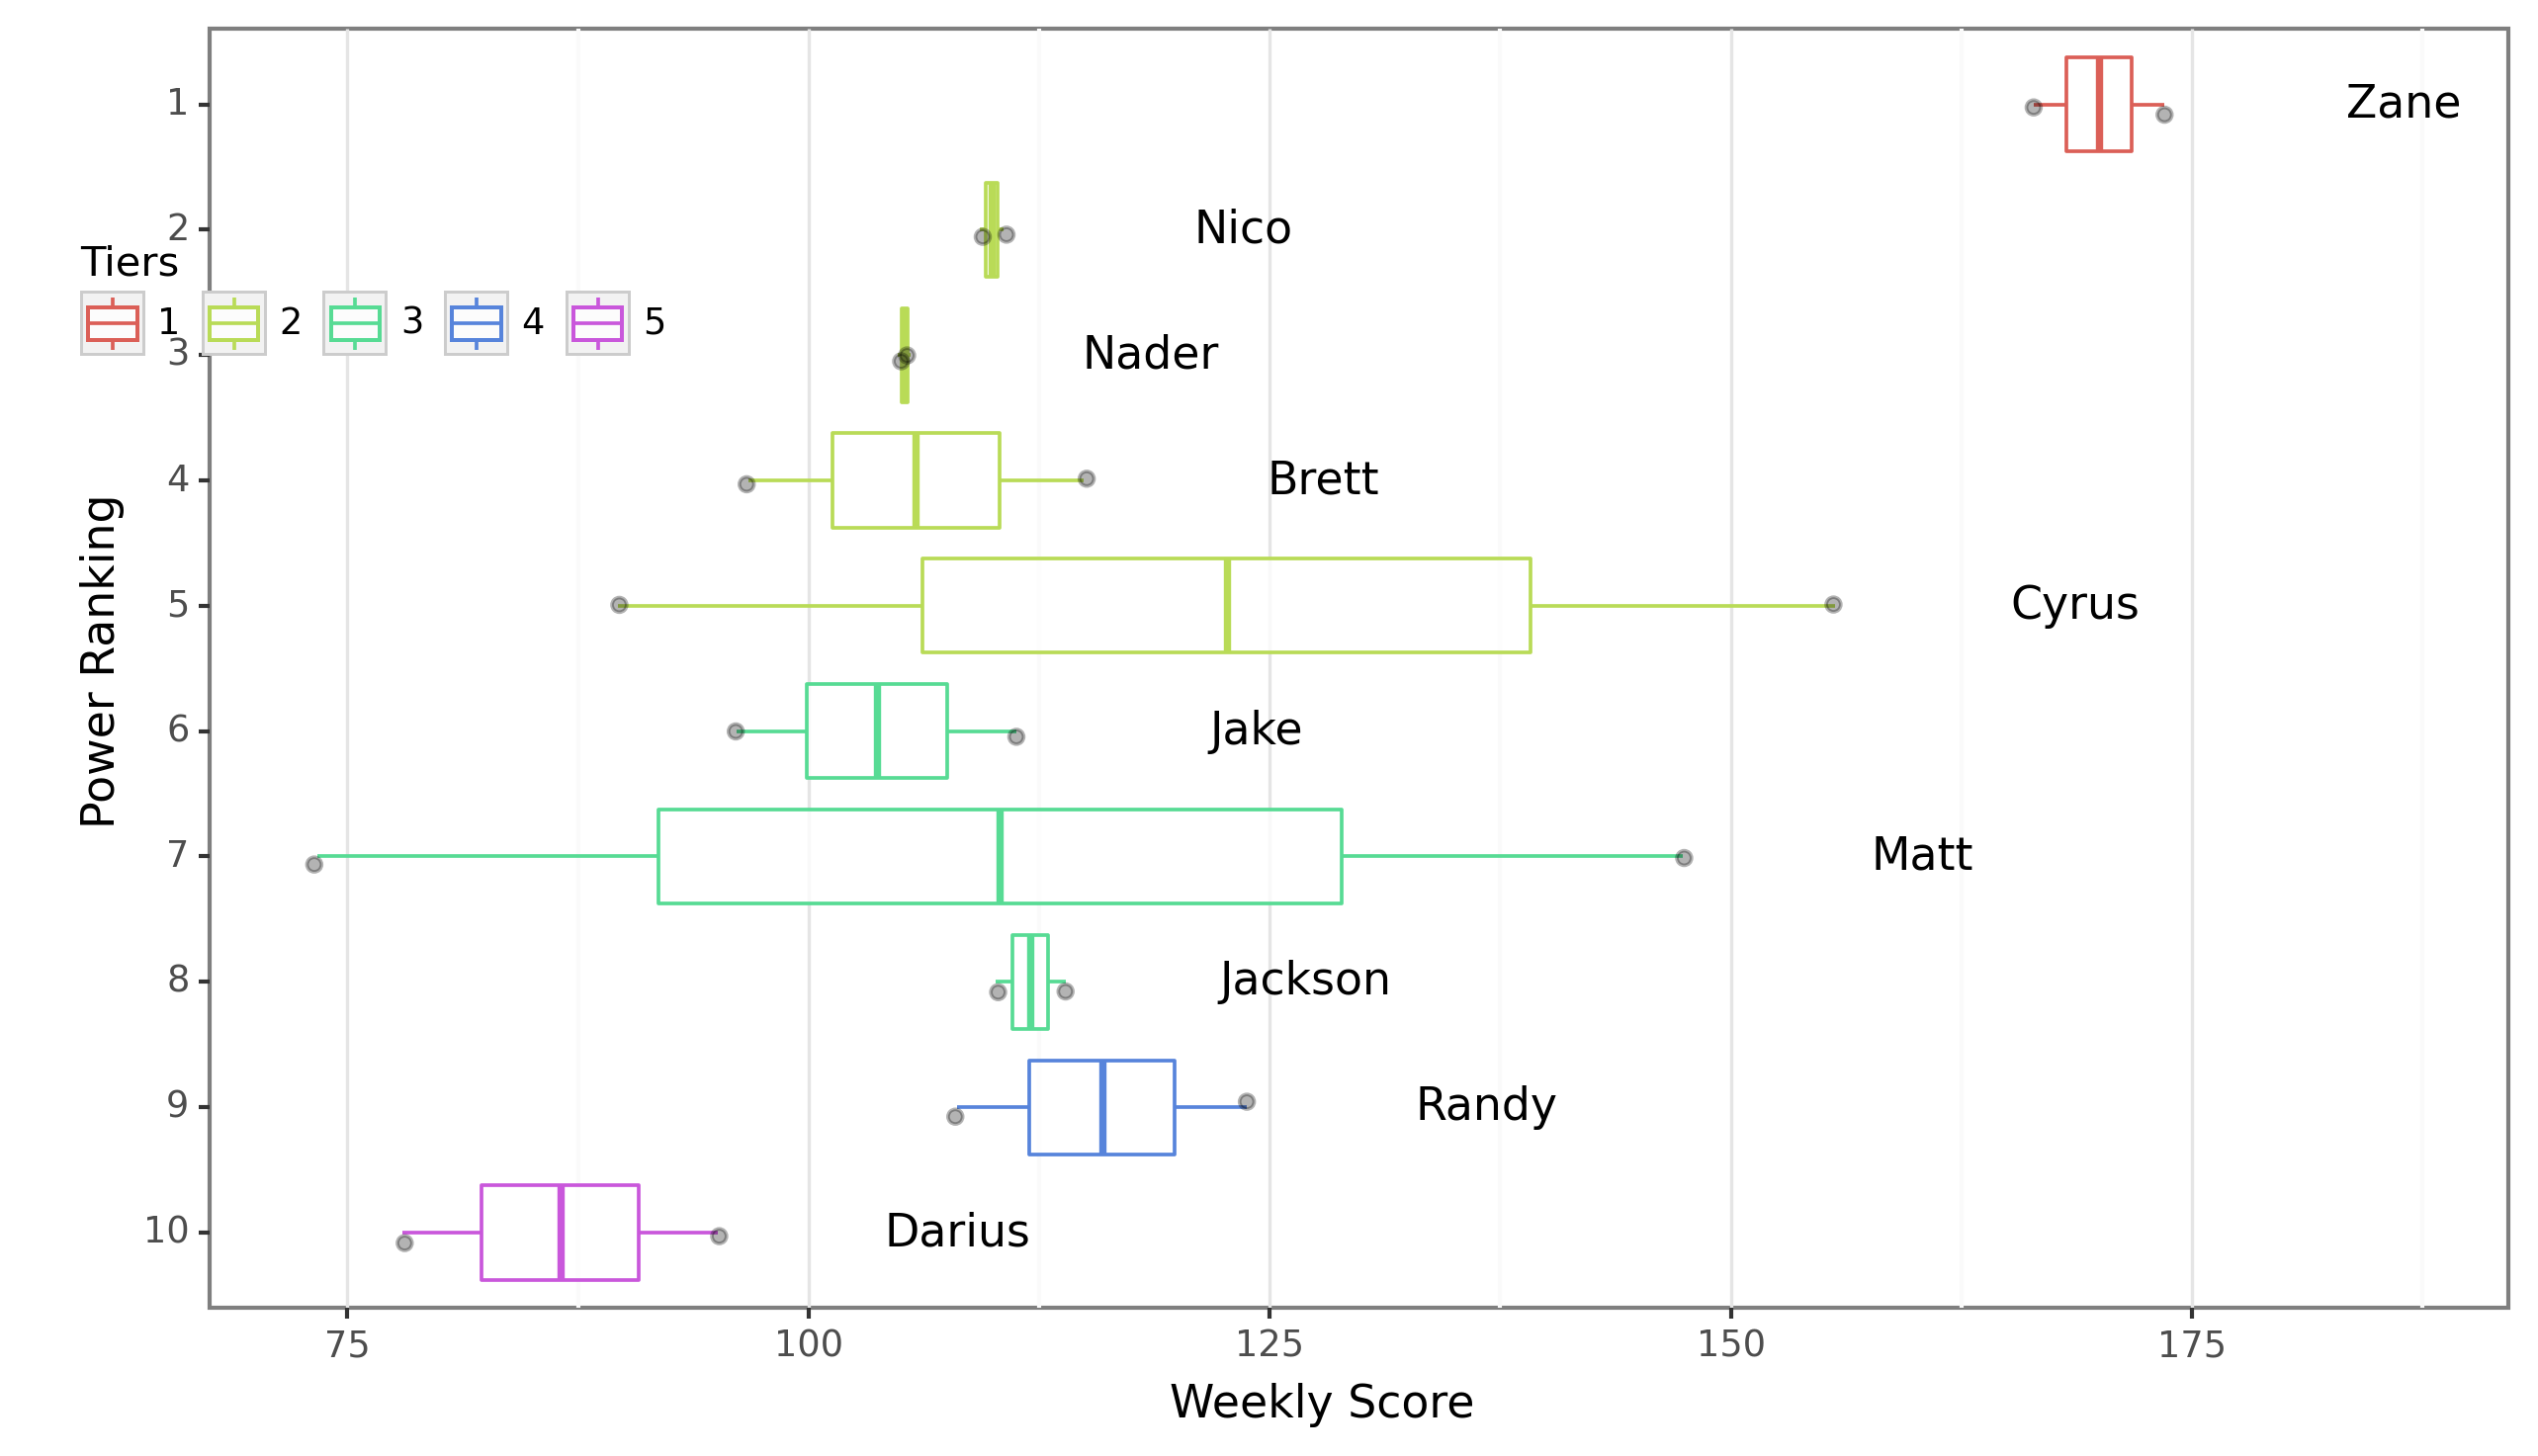 1
Zane
2
Nico
Tiers
1 2 3 4 5
3
Nader
4
Brett
Power Ranking
5
Cyrus
6
Jake
7
Matt
8
Jackson
9
Randy
10
Darius
75 100 125 150 175
Weekly Score